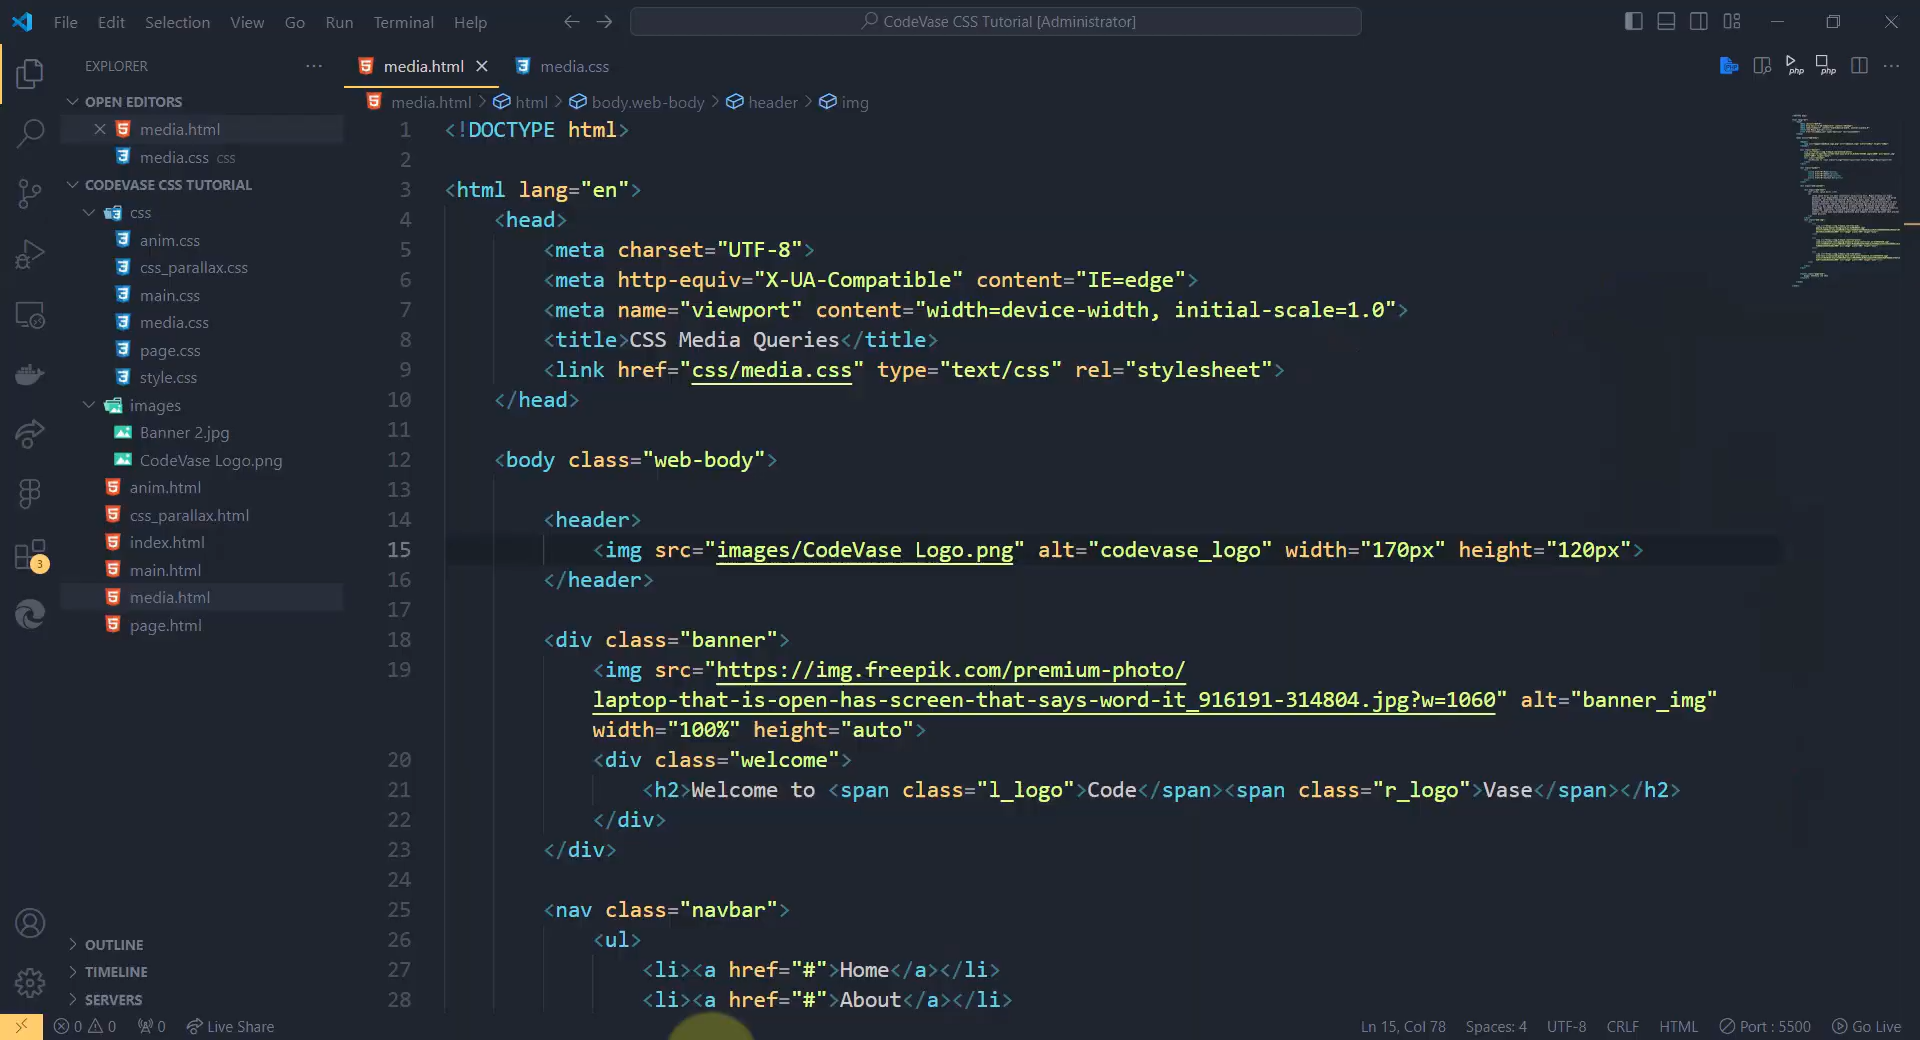 File Edit Selection View Go Run Terminal Help
CodeVase CSS Tutorial [Administrator]
EXPLORER
OPEN EDITORS
media.html
media.css css
CODEVASE CSS TUTORIAL
css
anim.css
css_parallax.css
main.css
media.css
page.css
style.css
images
Banner 2.jpg
CodeVase Logo.png
anim.html
css_parallax.html
index.html
main.html
media.html
page.html
OUTLINE
TIMELINE
SERVERS
3
media.html media.css
php php
media.html > html > body.web-body > header > img
1 <!DOCTYPE html>
2
3 <html lang="en">
4 <head>
5 <meta charset="UTF-8">
6 <meta http-equiv="X-UA-Compatible" content="IE=edge">
7 <meta name="viewport" content="width=device-width, initial-scale=1.0">
8 <title>CSS Media Queries</title>
9 <link href="css/media.css" type="text/css" rel="stylesheet">
10 </head>
11
12 <body class="web-body">
13
14 <header>
15 <img src="images/CodeVase Logo.png" alt="codevase_logo" width="170px" height="120px">
16 </header>
17
18 <div class="banner">
19 <img src="https://img.freepik.com/premium-photo/
laptop-that-is-open-has-screen-that-says-word-it_916191-314804.jpg?w=1060" alt="banner_img"
width="100%" height="auto">
20 <div class="welcome">
21 <h2>Welcome to <span class="l_logo">Code</span><span class="r_logo">Vase</span></h2>
22 </div>
23 </div>
24
25 <nav class="navbar">
26 <ul>
27 <li><a href="#">Home</a></li>
28 <li><a href="#">About</a></li>
0 0 0 Live Share
Ln 15, Col 78 Spaces: 4 UTF-8 CRLF HTML Port : 5500 Go Live